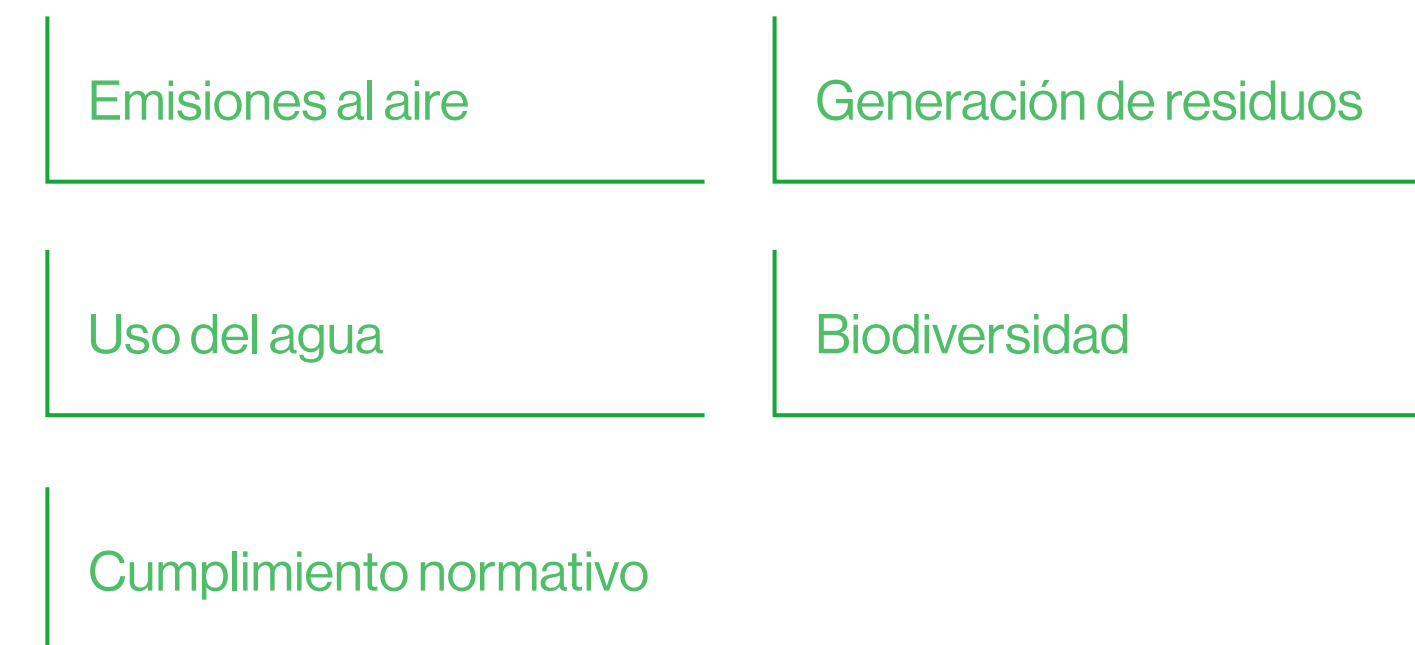 Emisiones al aire
Generación de residuos
Uso del agua
Biodiversidad
Cumplimiento normativo